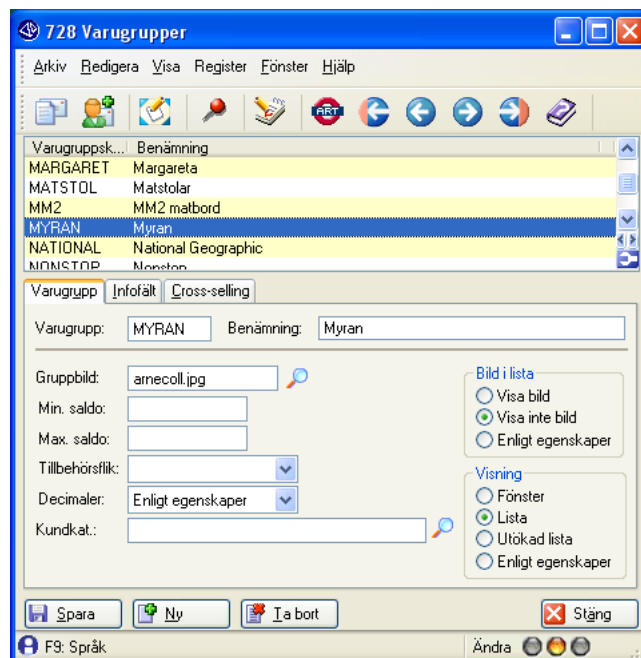 728 Varugrupper
Arkiv Redigera Visa Register Fönster Hjälp
ART
Varugruppsk... Benämning
MARGARET Margareta
MATSTOL Matstolar
MM2 MM2 matbord
MYRAN Myran
NATIONAL National Geographic
NONSTOP Nonstop
Varugrupp Infofält Cross-selling
Varugrupp: MYRAN Benämning: Myran
Gruppbild: arnecoll.jpg
Bild i lista
Visa bild
Min. saldo:
Visa inte bild
Max. saldo:
Enligt egenskaper
Tillbehörsflik:
Visning
Decimaler: Enligt egenskaper
Fönster
Lista
Kundkat.:
Utökad lista
Enligt egenskaper
Spara Ny Ta bort Stäng
F9: Språk Ändra